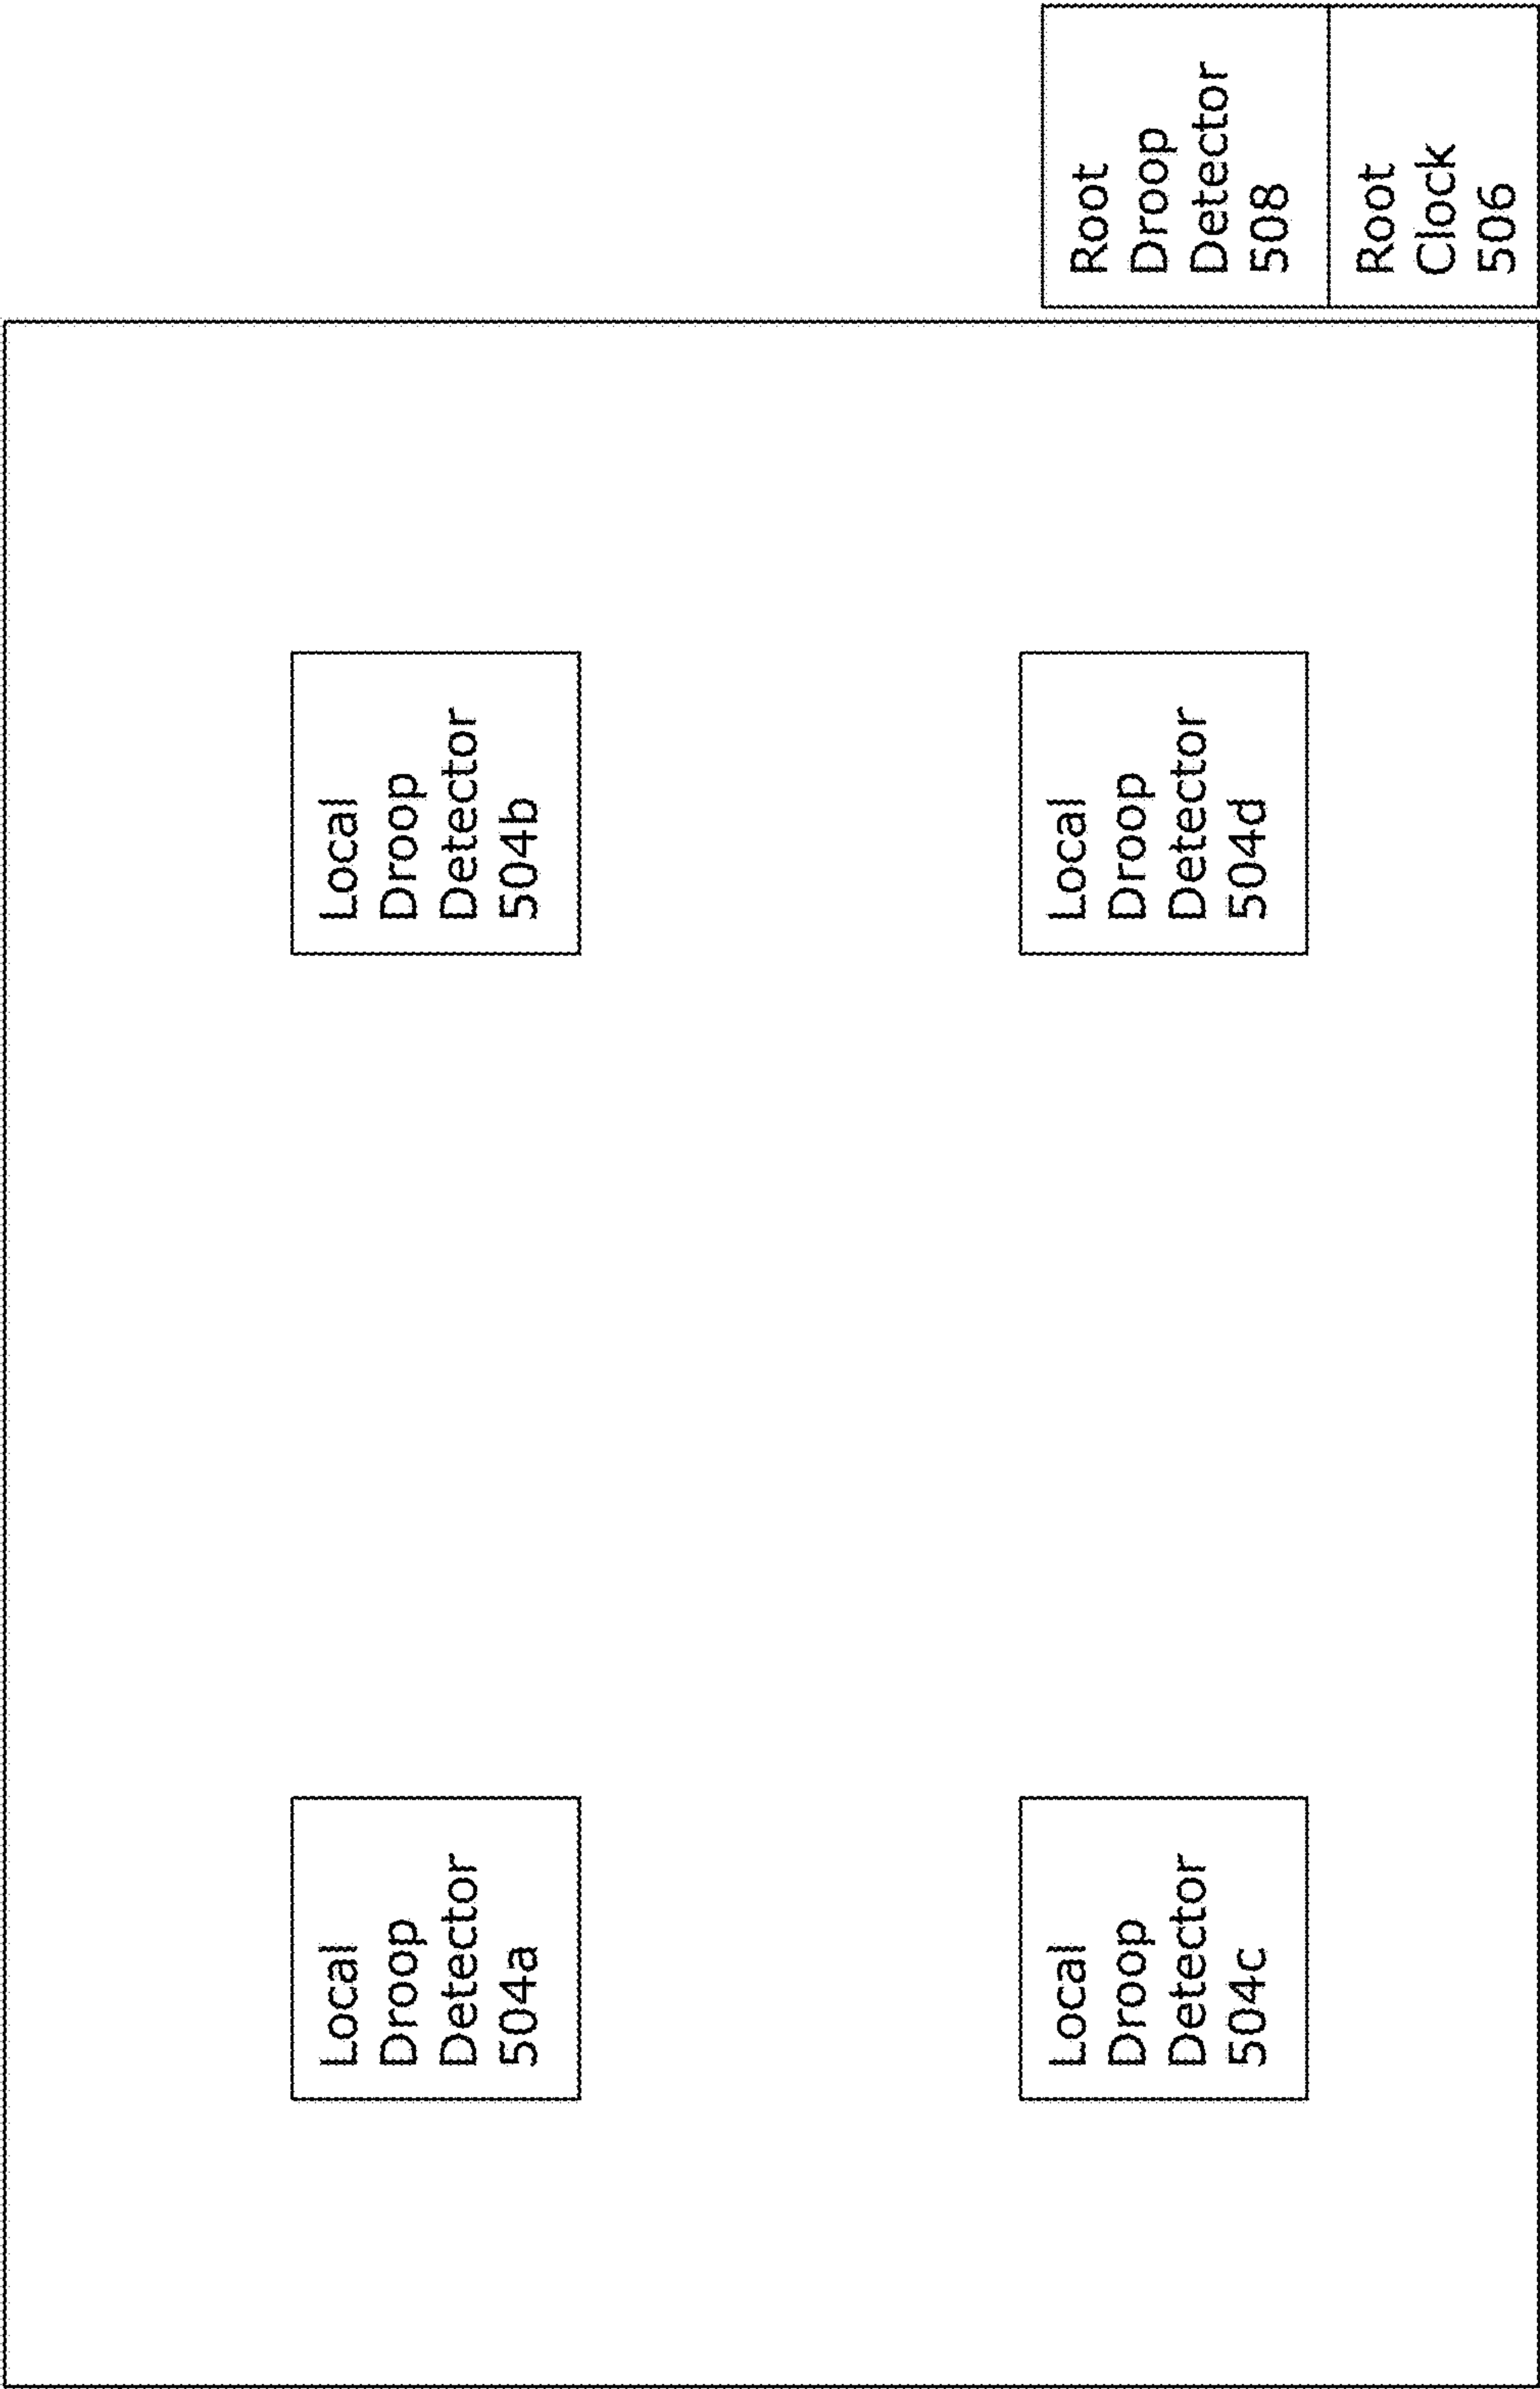 Local
Droop
Detector
504a
Local
Droop
Detector
504b
Local
Droop
Detector
504c
Local
Droop
Detector
504d
Root
Droop
Detector
508
Root
Clock
506